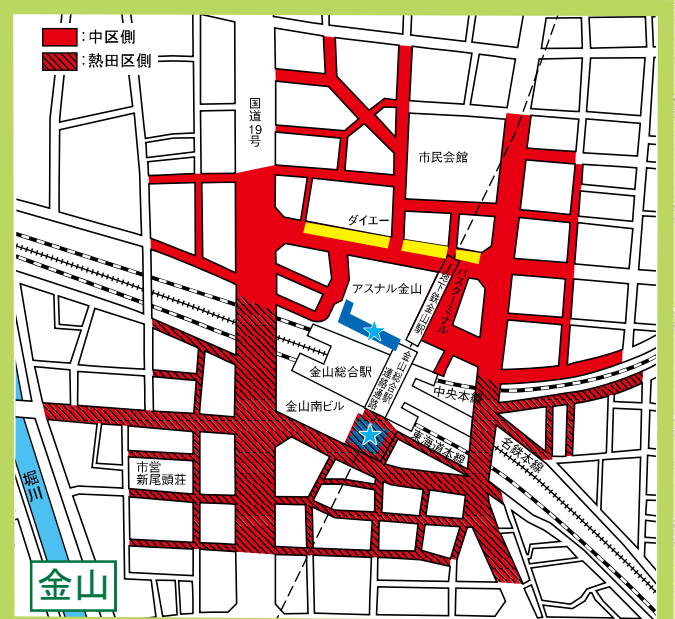 :中区側
:熱田区側
国道19号
市民会館
ダイエー
バスターミナル
地下鉄金山駅
アスナル金山
金山総合駅
金山総合駅
連絡通路
金山南ビル
中央本線
東海道本線
名鉄本線
市営
新尾頭荘
堀川
金山